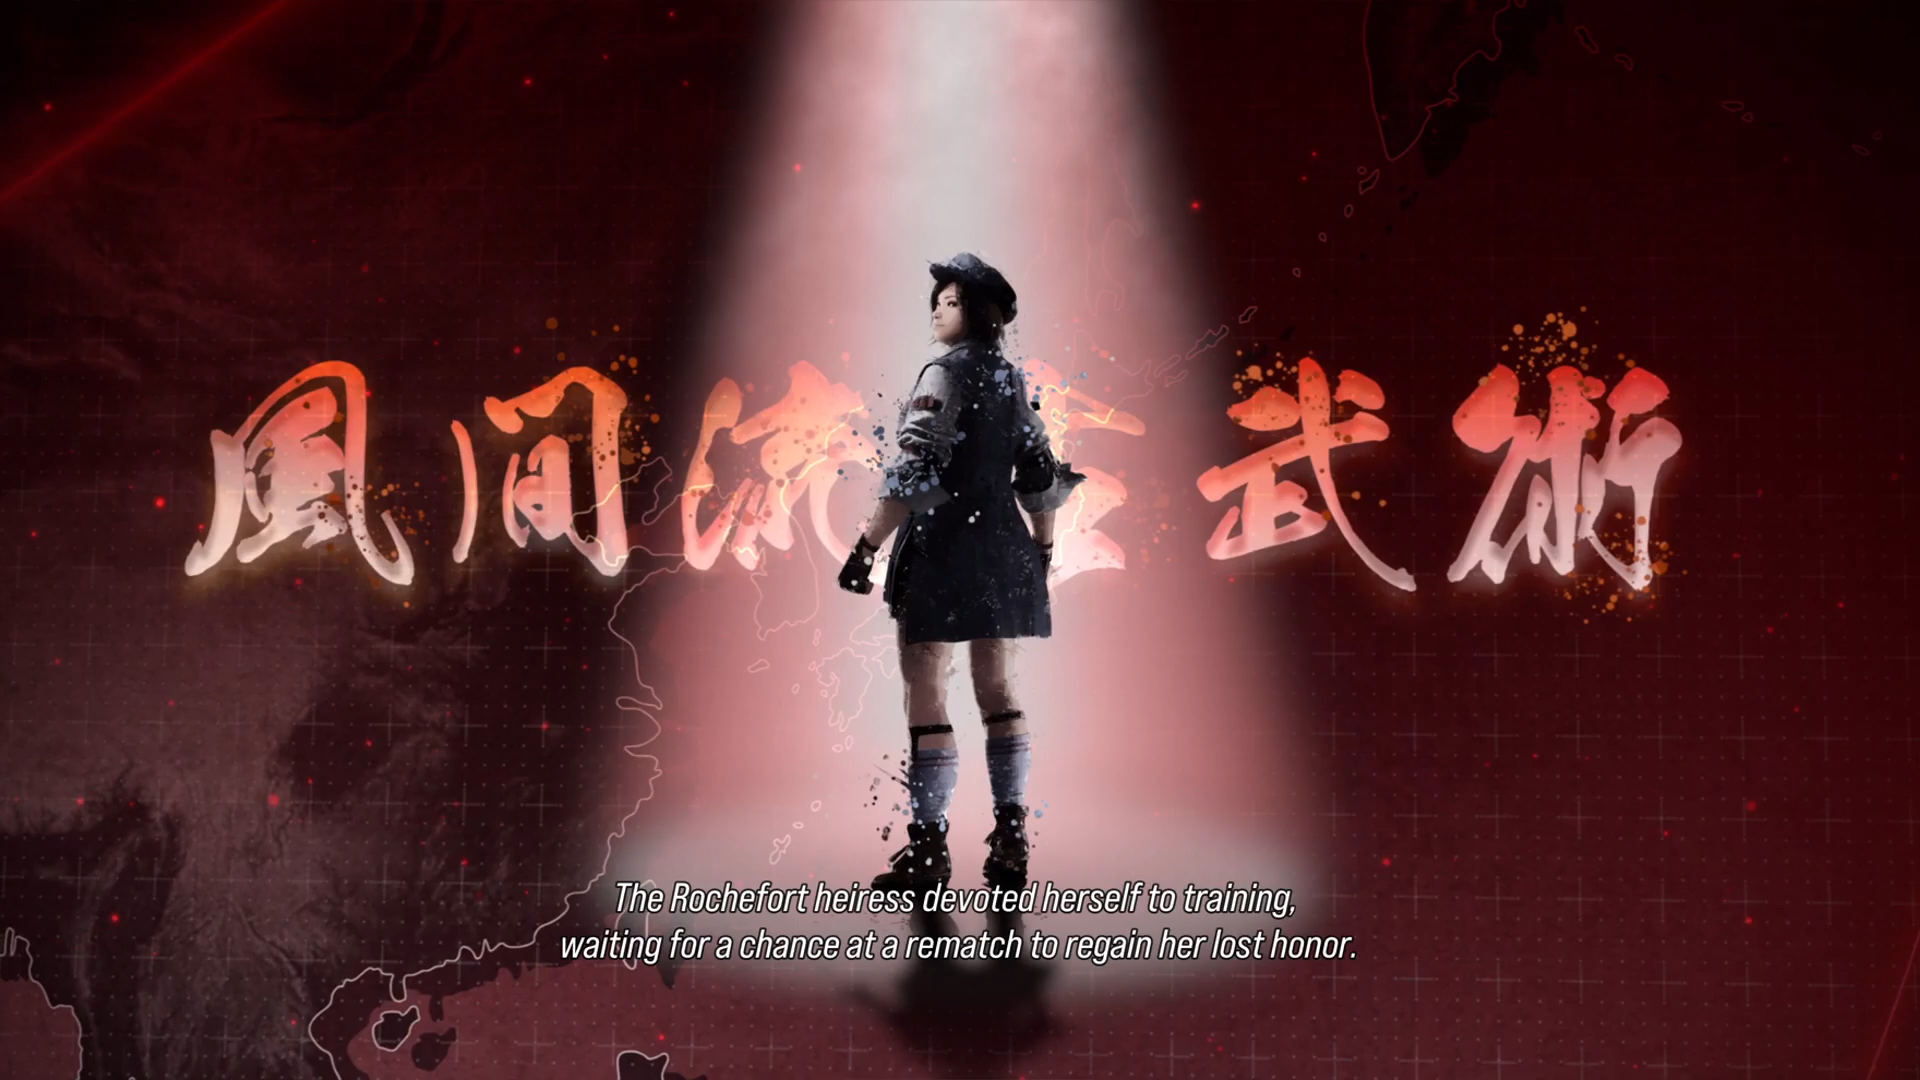 風間流古武術
The Rochefort heiress devoted herself to training,
waiting for a chance at a rematch to regain her lost honor.